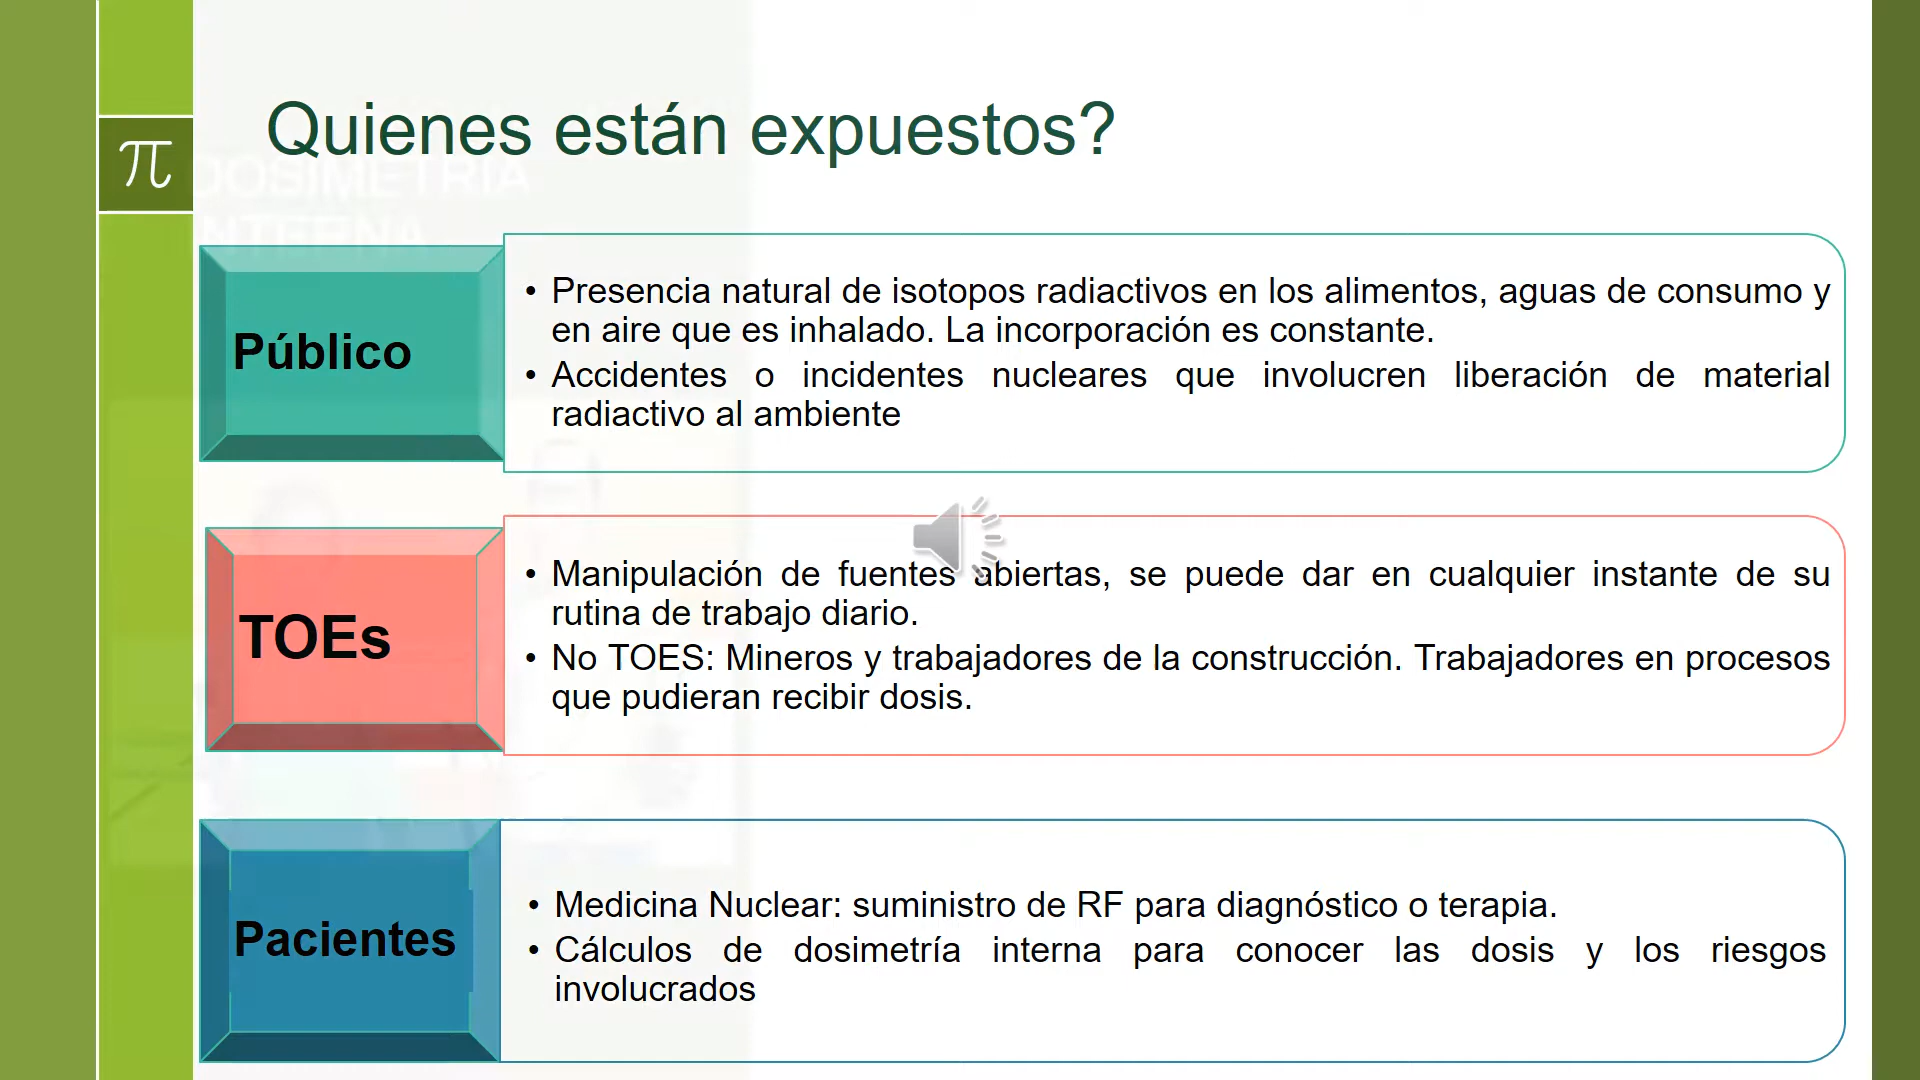 π
Quienes están expuestos?
DOSIMETRÍA
INTERNA
Público
• Presencia natural de isotopos radiactivos en los alimentos, aguas de consumo y
en aire que es inhalado. La incorporación es constante.
• Accidentes o incidentes nucleares que involucren liberación de material
radiactivo al ambiente
TOEs
• Manipulación de fuentes abiertas, se puede dar en cualquier instante de su
rutina de trabajo diario.
• No TOES: Mineros y trabajadores de la construcción. Trabajadores en procesos
que pudieran recibir dosis.
Pacientes
• Medicina Nuclear: suministro de RF para diagnóstico o terapia.
• Cálculos de dosimetría interna para conocer las dosis y los riesgos
involucrados